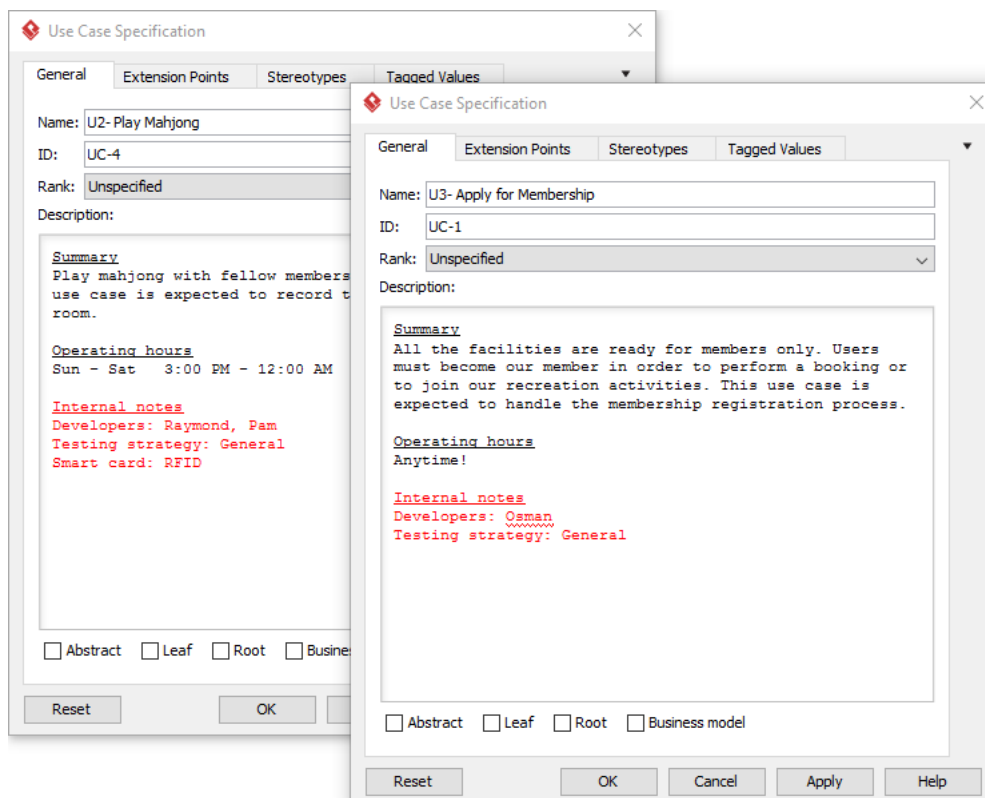 Use Case Specification
General Extension Points Stereotypes Tagged Values
Name: U2- Play Mahjong
ID: UC-4
Rank: Unspecified
Description:
Summary
Play mahjong with fellow members
use case is expected to record t
room.
Operating hours
Sun - Sat 3:00 PM - 12:00 AM
Internal notes
Developers: Raymond, Pam
Testing strategy: General
Smart card: RFID
Abstract Leaf Root Busine
Reset OK
Use Case Specification
General Extension Points Stereotypes Tagged Values
Name: U3- Apply for Membership
ID: UC-1
Rank: Unspecified
Description:
Summary
All the facilities are ready for members only. Users
must become our member in order to perform a booking or
to join our recreation activities. This use case is
expected to handle the membership registration process.
Operating hours
Anytime!
Internal notes
Developers: Osman
Testing strategy: General
Abstract Leaf Root Business model
Reset OK Cancel Apply Help